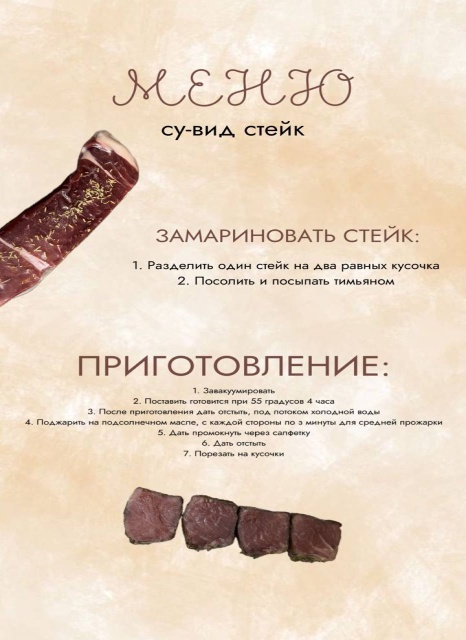 МЕНЮ
су-вид стейк
ЗАМАРИНОВАТЬ СТЕЙК:
1. Разделить один стейк на два равных кусочка
2. Посолить и посыпать тимьяном
ПРИГОТОВЛЕНИЕ:
1. Завакуумировать
2. Поставить готовится при 55 градусов 4 часа
3. После приготовления дать отстыть, под потоком холодной воды
4. Поджарить на подсолнечном масле, с каждой стороны по 3 минуты для средней прожарки
5. Дать промокнуть через салфетку
6. Дать отстыть
7. Порезать на кусочки